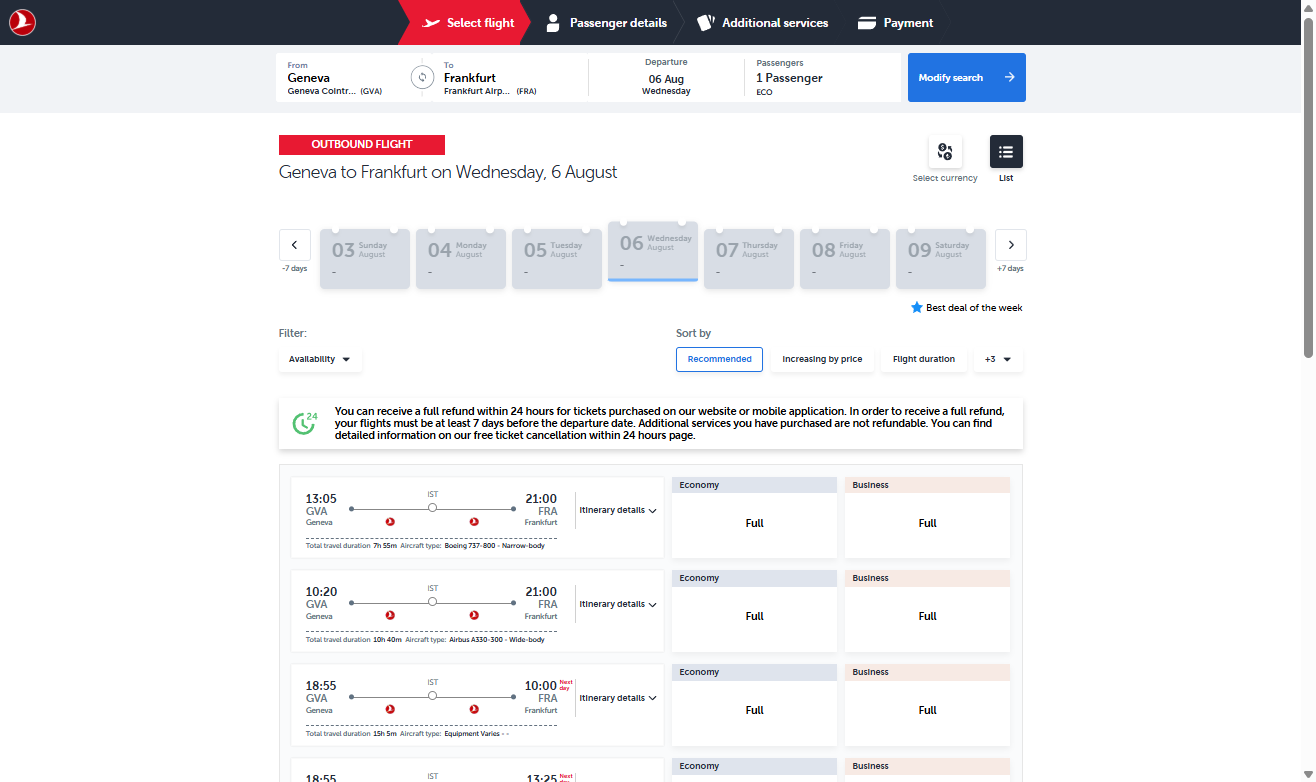 Select flight
Passenger details
Additional services
Payment
From
Geneva
Geneva Cointr... (GVA)
To
Frankfurt
Frankfurt Airp... (FRA)
Departure
06 Aug
Wednesday
Passengers
1 Passenger
ECO
Modify search
OUTBOUND FLIGHT
Geneva to Frankfurt on Wednesday, 6 August
Select currency
List
-7 days
03 Sunday August
-
04 Monday August
-
05 Tuesday August
-
06 Wednesday August
-
07 Thursday August
-
08 Friday August
-
09 Saturday August
-
+7 days
Best deal of the week
Filter:
Availability
Sort by
Recommended
Increasing by price
Flight duration
+3
24
You can receive a full refund within 24 hours for tickets purchased on our website or mobile application. In order to receive a full refund,
your flights must be at least 7 days before the departure date. Additional services you have purchased are not refundable. You can find
detailed information on our free ticket cancellation within 24 hours page.
13:05
GVA
Geneva
IST
21:00
FRA
Frankfurt
Itinerary details
Total travel duration 7h 55m Aircraft type: Boeing 737-800 - Narrow-body
Economy
Full
Business
Full
10:20
GVA
Geneva
IST
21:00
FRA
Frankfurt
Itinerary details
Total travel duration 10h 40m Aircraft type: Airbus A330-300 - Wide-body
Economy
Full
Business
Full
18:55
GVA
Geneva
IST
10:00 Next day
FRA
Frankfurt
Itinerary details
Total travel duration 15h 5m Aircraft type: Equipment Varies - -
Economy
Full
Business
Full
18:55
IST
13:25 Next day
Economy
Business